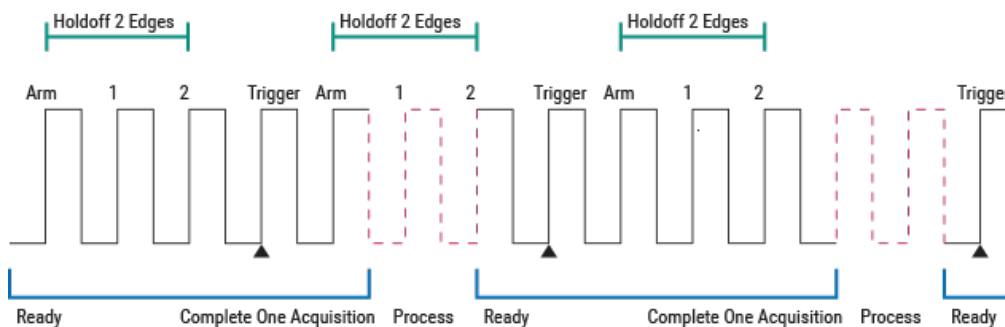 Holdoff 2 Edges Holdoff 2 Edges Holdoff 2 Edges
Arm 1 2 Trigger Arm 1 2 Trigger Arm 1 2 Trigger
Ready Complete One Acquisition Process Ready Complete One Acquisition Process Ready